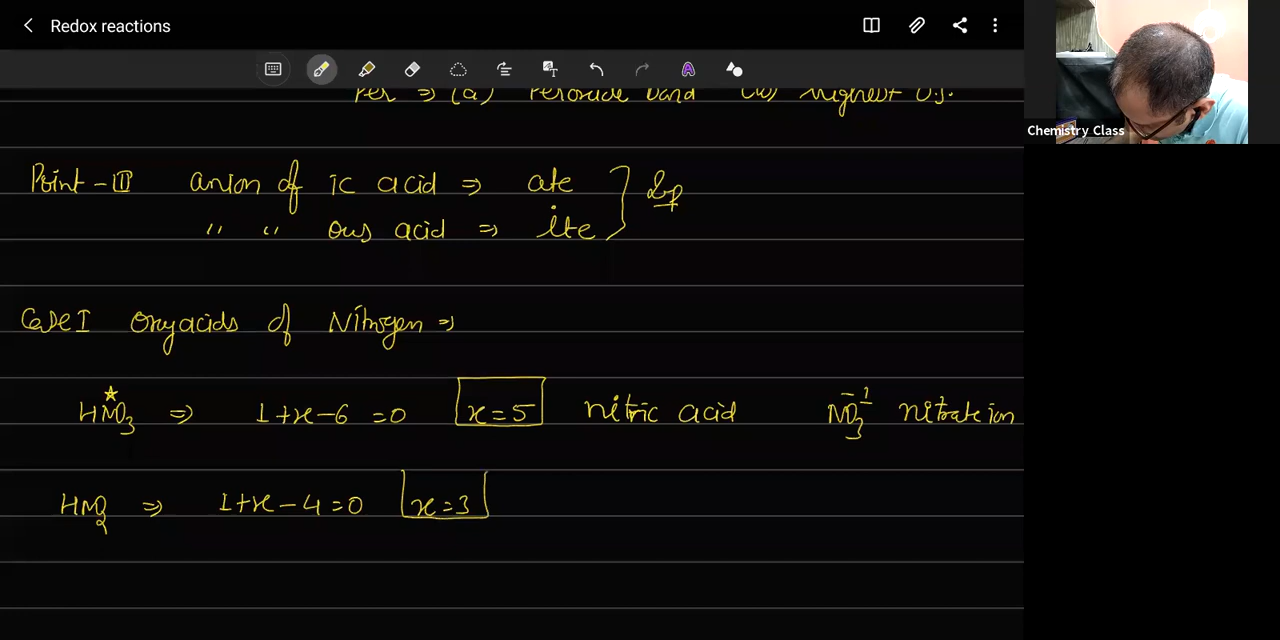 Redox reactions
Per ⇒ (a) Peroxide bond (b) highest O.S.
Chemistry Class
Point-III anion of ic acid ⇒ ate
" " ous acid ⇒ ite
Case I Oxyacids of Nitrogen ⇒
HNO3 ⇒ 1+x-6=0 x=5 nitric acid NO3⁻¹ nitrate ion
HNO2 ⇒ 1+x-4=0 x=3